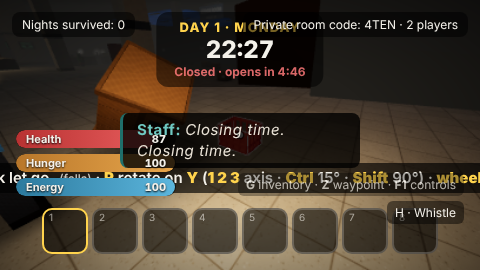 Nights survived: 0
DAY 1 · MONDAY
Private room code: 4TEN · 2 players
22:27
Closed · opens in 4:46
Staff: Closing time.
Closing time.
Health 87
Hunger 100
k let go (falls) · R rotate on Y (1 2 3 axis · Ctrl 15° · Shift 90°) · wheel
Energy 100
G inventory · Z waypoint · F1 controls
H · Whistle
1 2 3 4 5 6 7 8